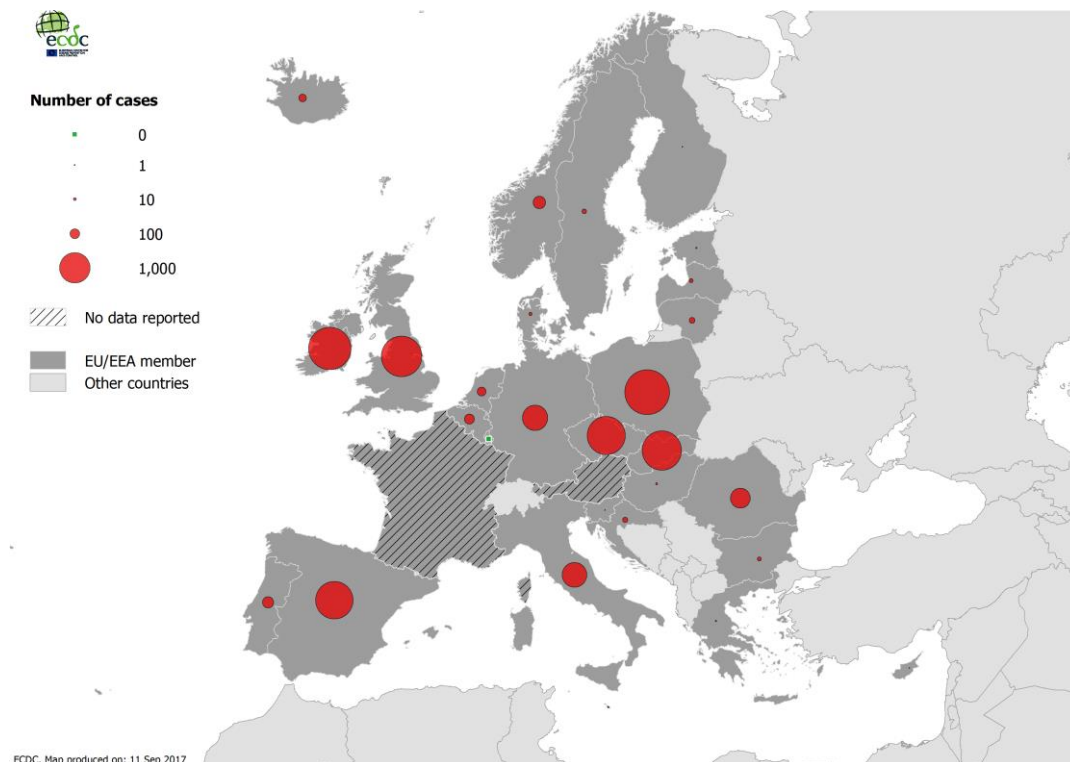 ecdc
Number of cases
0
1
10
100
1,000
No data reported
EU/EEA member
Other countries
ECDC. Map produced on: 11 Sep 2017